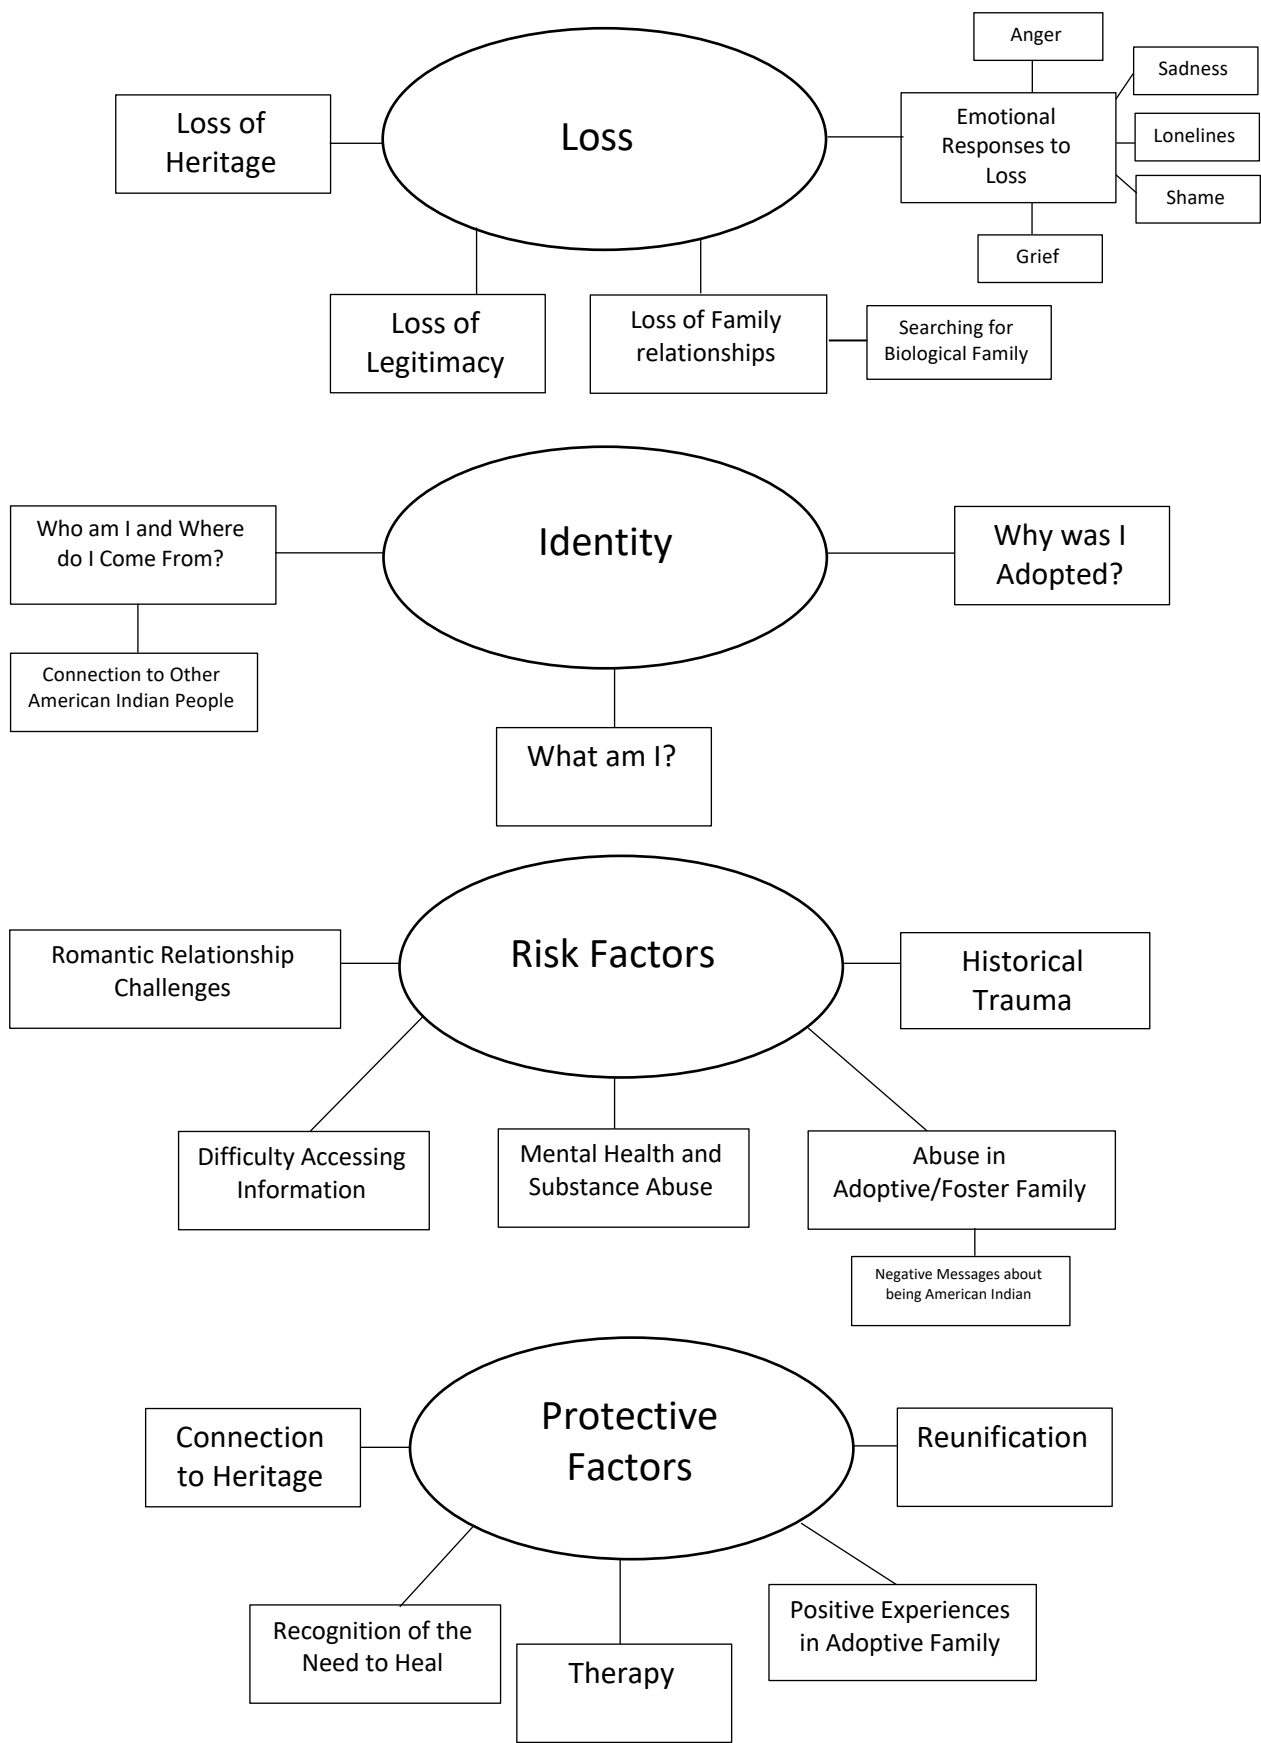 Anger
Sadness
Loss of
Heritage
Loss
Emotional
Responses to
Loss
Lonelines
Shame
Grief
Loss of
Legitimacy
Loss of Family
relationships
Searching for
Biological Family
Identity
Who am I and Where
do I Come From?
Why was I
Adopted?
Connection to Other
American Indian People
What am I?
Risk Factors
Romantic Relationship
Challenges
Historical
Trauma
Difficulty Accessing
Information
Mental Health and
Substance Abuse
Abuse in
Adoptive/Foster Family
Negative Messages about
being American Indian
Protective
Factors
Connection
to Heritage
Reunification
Recognition of the
Need to Heal
Therapy
Positive Experiences
in Adoptive Family